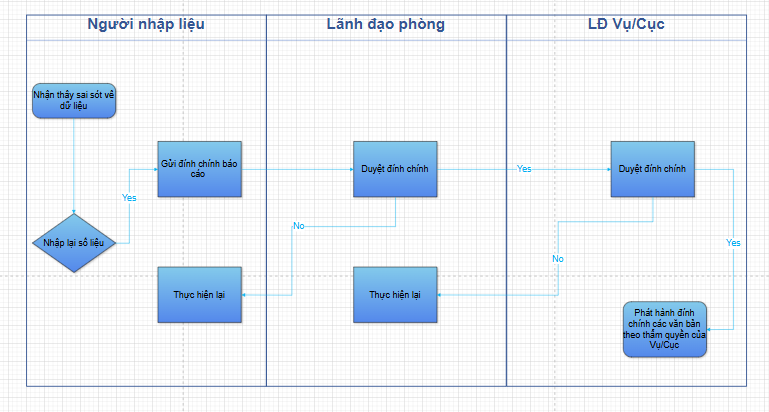 Người nhập liệu
Lãnh đạo phòng
LĐ Vụ/Cục
Nhận thấy sai sót về
dữ liệu
Gửi đính chính báo
cáo
Duyệt đính chính
Yes
Duyệt đính chính
Yes
No
Nhập lại số liệu
Yes
No
Thực hiện lại
Thực hiện lại
Phát hành đính
chính các văn bản
theo thẩm quyền của
Vụ/Cục